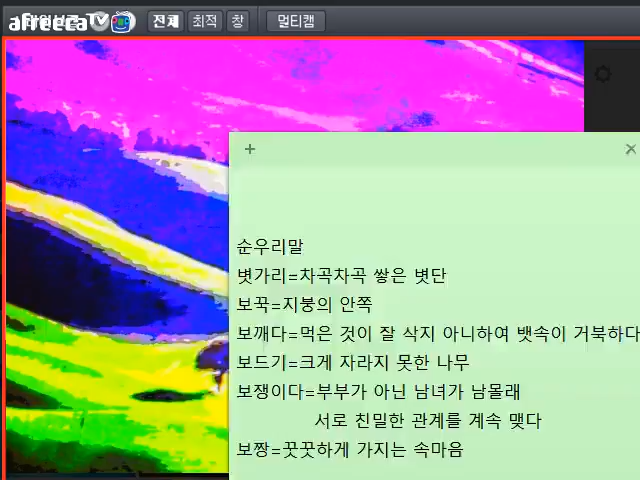 afreeca TV
전체 최적 창 멀티캠
순우리말
볏가리=차곡차곡 쌓은 볏단
보꾹=지붕의 안쪽
보깨다=먹은 것이 잘 삭지 아니하여 뱃속이 거북하다
보드기=크게 자라지 못한 나무
보쟁이다=부부가 아닌 남녀가 남몰래
서로 친밀한 관계를 계속 맺다
보짱=꿋꿋하게 가지는 속마음